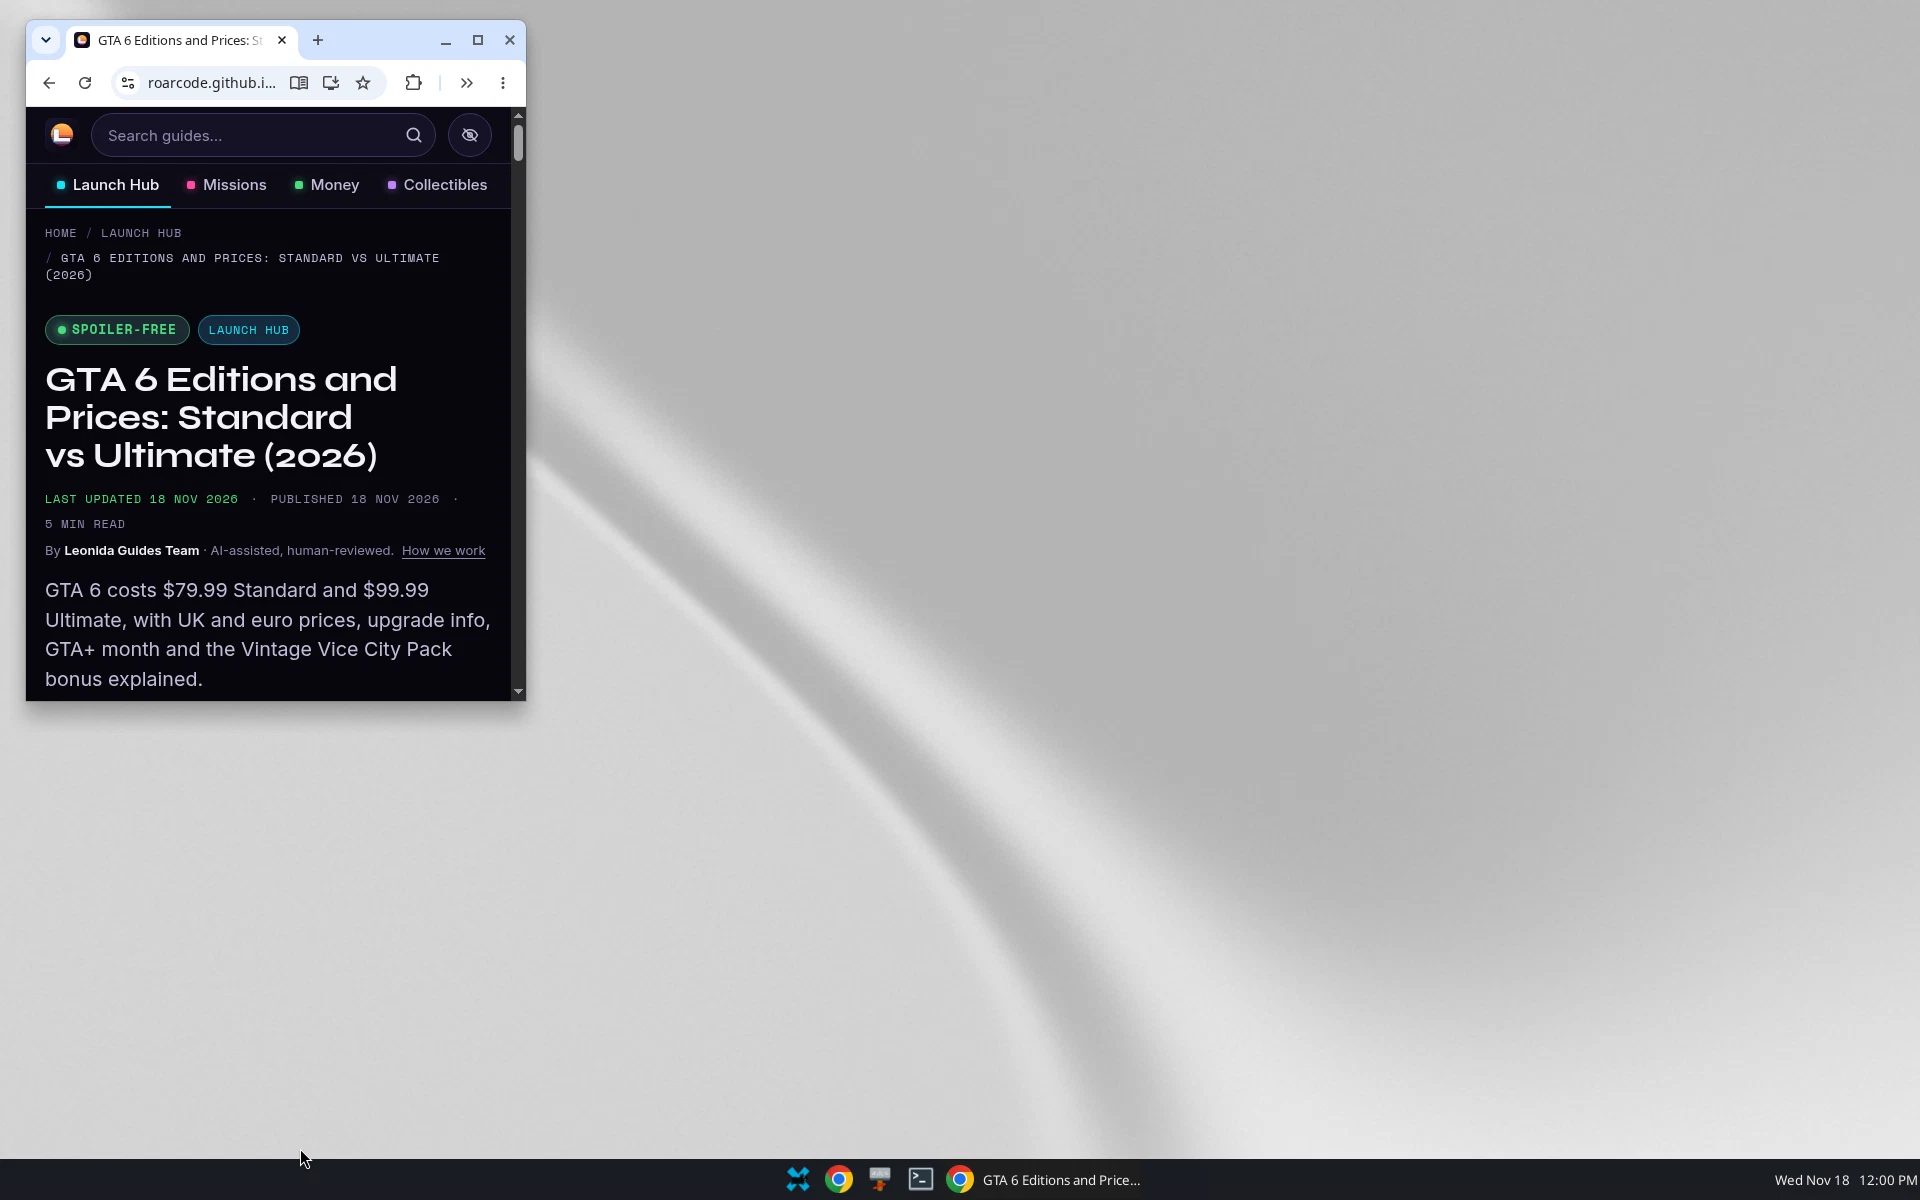 GTA 6 Editions and Prices: St
roarcode.github.i...
Search guides...
Launch Hub
Missions
Money
Collectibles
HOME / LAUNCH HUB
/ GTA 6 EDITIONS AND PRICES: STANDARD VS ULTIMATE
(2026)
SPOILER-FREE
LAUNCH HUB
GTA 6 Editions and
Prices: Standard
vs Ultimate (2026)
LAST UPDATED 18 NOV 2026 · PUBLISHED 18 NOV 2026 ·
5 MIN READ
By Leonida Guides Team · AI-assisted, human-reviewed. How we work
GTA 6 costs $79.99 Standard and $99.99
Ultimate, with UK and euro prices, upgrade info,
GTA+ month and the Vintage Vice City Pack
bonus explained.
GTA 6 Editions and Price...
Wed Nov 18 12:00 PM